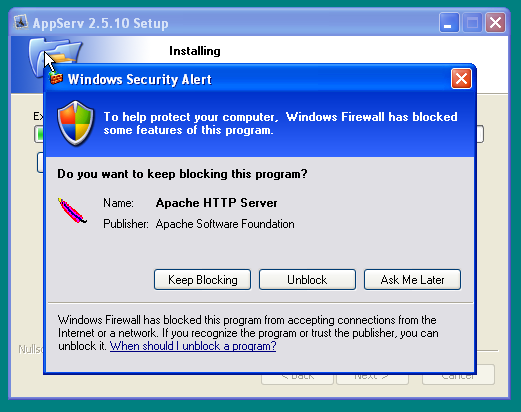 AppServ 2.5.10 Setup
Installing
Windows Security Alert
To help protect your computer, Windows Firewall has blocked
some features of this program.
Do you want to keep blocking this program?
Name: Apache HTTP Server
Publisher: Apache Software Foundation
Keep Blocking Unblock Ask Me Later
Windows Firewall has blocked this program from accepting connections from the
Internet or a network. If you recognize the program or trust the publisher, you can
unblock it. When should I unblock a program?
< Back Next > Cancel